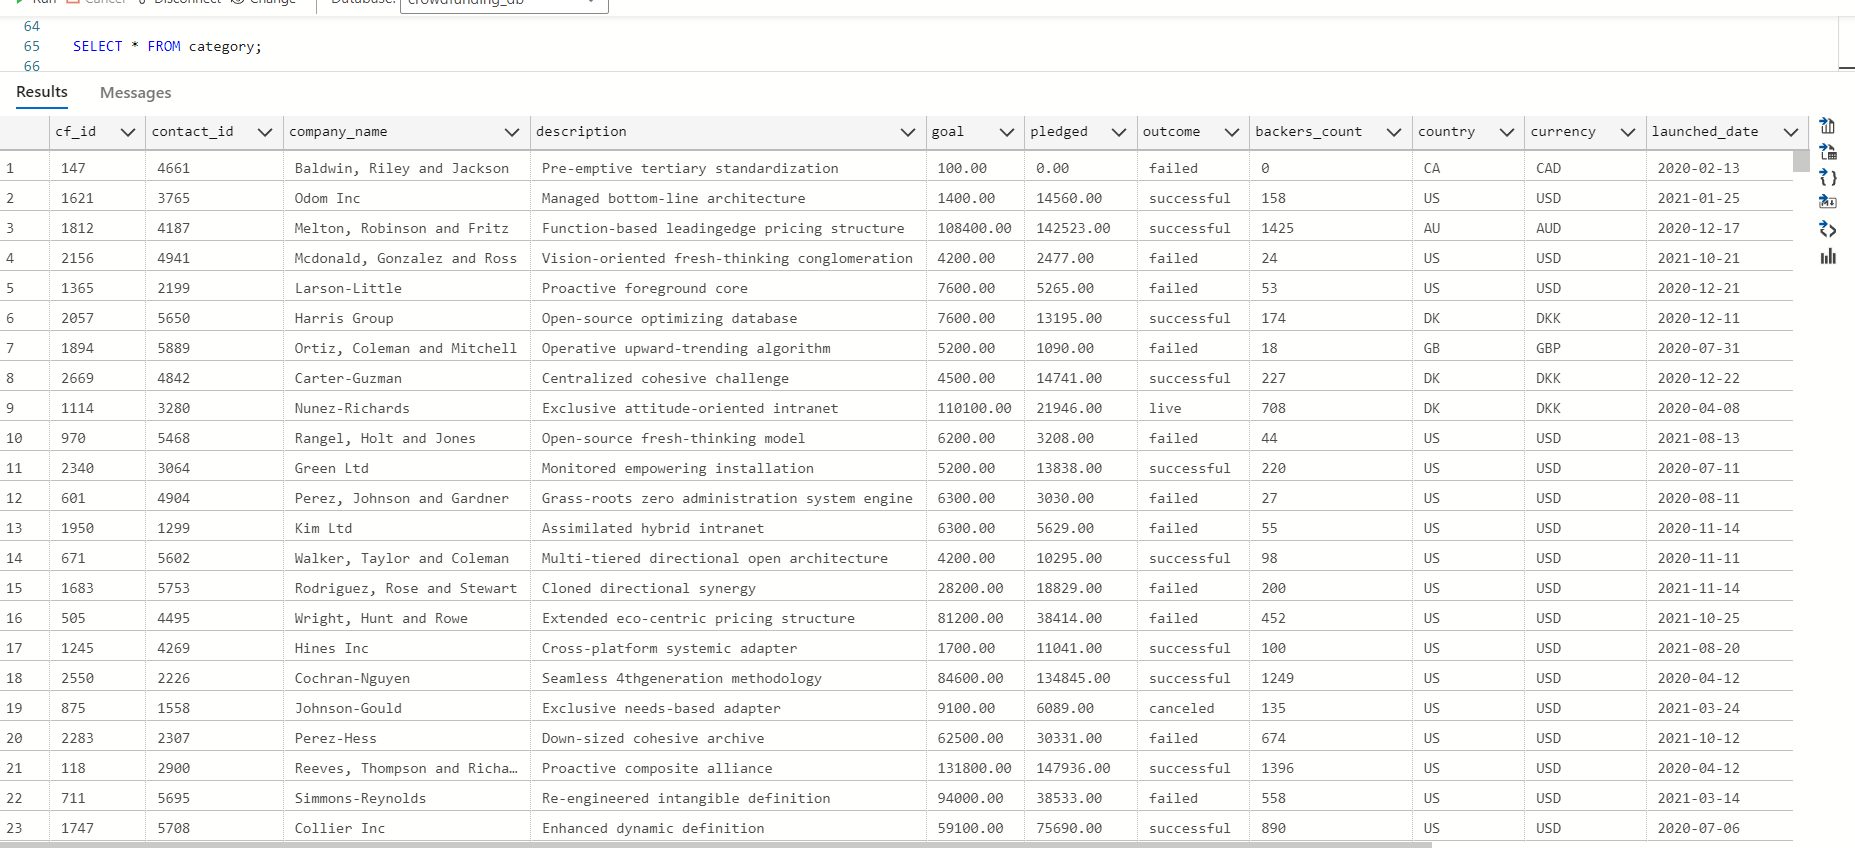 Run Cancel Disconnect Change Database: crowdfunding_db
64
65 SELECT * FROM category;
66
Results Messages
cf_id contact_id company_name description goal pledged outcome backers_count country currency launched_date
1 147 4661 Baldwin, Riley and Jackson Pre-emptive tertiary standardization 100.00 0.00 failed 0 CA CAD 2020-02-13
2 1621 3765 Odom Inc Managed bottom-line architecture 1400.00 14560.00 successful 158 US USD 2021-01-25
3 1812 4187 Melton, Robinson and Fritz Function-based leadingedge pricing structure 108400.00 142523.00 successful 1425 AU AUD 2020-12-17
4 2156 4941 Mcdonald, Gonzalez and Ross Vision-oriented fresh-thinking conglomeration 4200.00 2477.00 failed 24 US USD 2021-10-21
5 1365 2199 Larson-Little Proactive foreground core 7600.00 5265.00 failed 53 US USD 2020-12-21
6 2057 5650 Harris Group Open-source optimizing database 7600.00 13195.00 successful 174 DK DKK 2020-12-11
7 1894 5889 Ortiz, Coleman and Mitchell Operative upward-trending algorithm 5200.00 1090.00 failed 18 GB GBP 2020-07-31
8 2669 4842 Carter-Guzman Centralized cohesive challenge 4500.00 14741.00 successful 227 DK DKK 2020-12-22
9 1114 3280 Nunez-Richards Exclusive attitude-oriented intranet 110100.00 21946.00 live 708 DK DKK 2020-04-08
10 970 5468 Rangel, Holt and Jones Open-source fresh-thinking model 6200.00 3208.00 failed 44 US USD 2021-08-13
11 2340 3064 Green Ltd Monitored empowering installation 5200.00 13838.00 successful 220 US USD 2020-07-11
12 601 4904 Perez, Johnson and Gardner Grass-roots zero administration system engine 6300.00 3030.00 failed 27 US USD 2020-08-11
13 1950 1299 Kim Ltd Assimilated hybrid intranet 6300.00 5629.00 failed 55 US USD 2020-11-14
14 671 5602 Walker, Taylor and Coleman Multi-tiered directional open architecture 4200.00 10295.00 successful 98 US USD 2020-11-11
15 1683 5753 Rodriguez, Rose and Stewart Cloned directional synergy 28200.00 18829.00 failed 200 US USD 2021-11-14
16 505 4495 Wright, Hunt and Rowe Extended eco-centric pricing structure 81200.00 38414.00 failed 452 US USD 2021-10-25
17 1245 4269 Hines Inc Cross-platform systemic adapter 1700.00 11041.00 successful 100 US USD 2021-08-20
18 2550 2226 Cochran-Nguyen Seamless 4thgeneration methodology 84600.00 134845.00 successful 1249 US USD 2020-04-12
19 875 1558 Johnson-Gould Exclusive needs-based adapter 9100.00 6089.00 canceled 135 US USD 2021-03-24
20 2283 2307 Perez-Hess Down-sized cohesive archive 62500.00 30331.00 failed 674 US USD 2021-10-12
21 118 2900 Reeves, Thompson and Richa… Proactive composite alliance 131800.00 147936.00 successful 1396 US USD 2020-04-12
22 711 5695 Simmons-Reynolds Re-engineered intangible definition 94000.00 38533.00 failed 558 US USD 2021-03-14
23 1747 5708 Collier Inc Enhanced dynamic definition 59100.00 75690.00 successful 890 US USD 2020-07-06